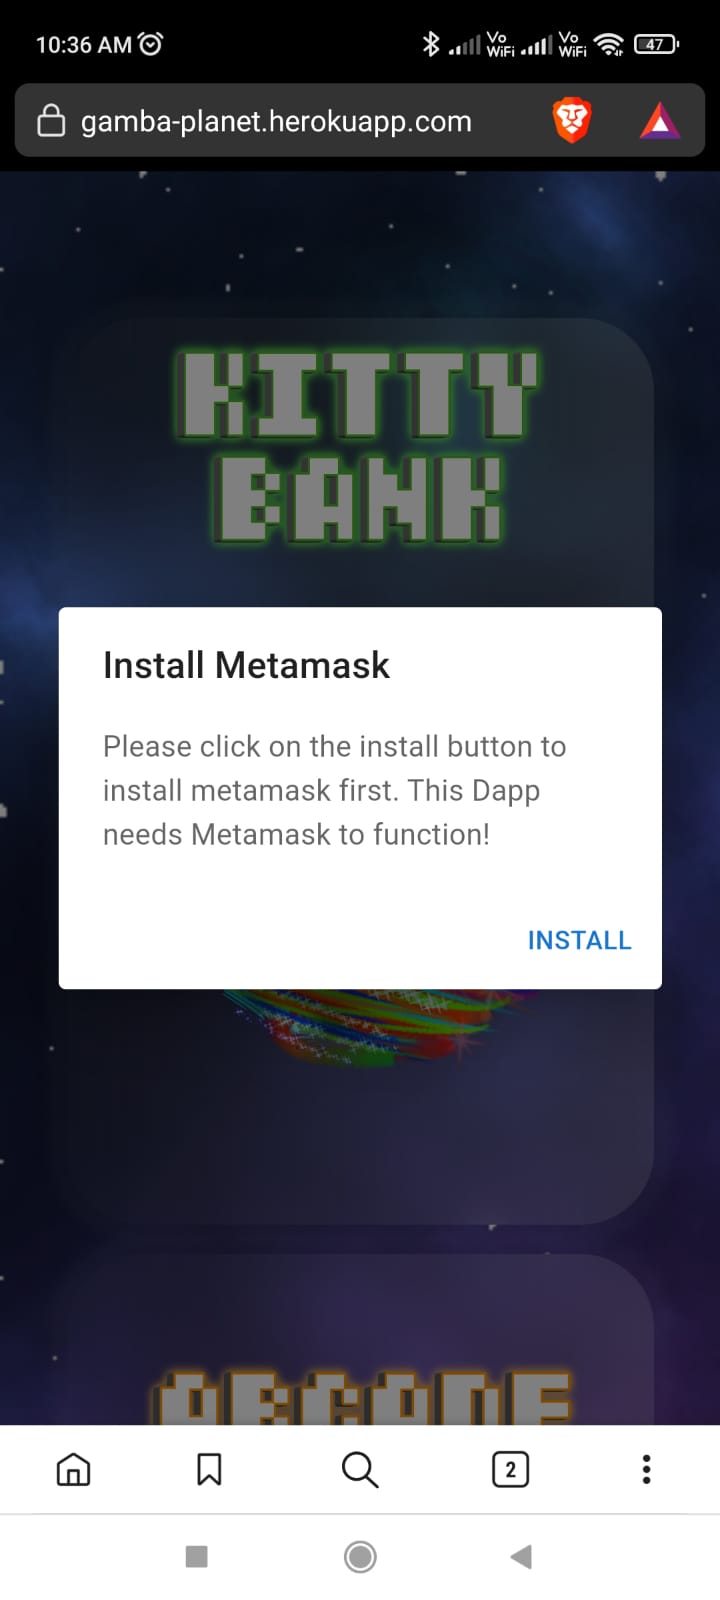 10:36 AM
Vo WiFi
Vo WiFi
47
gamba-planet.herokuapp.com
KITTY
BANK
Install Metamask
Please click on the install button to
install metamask first. This Dapp
needs Metamask to function!
INSTALL
ARCADE
2